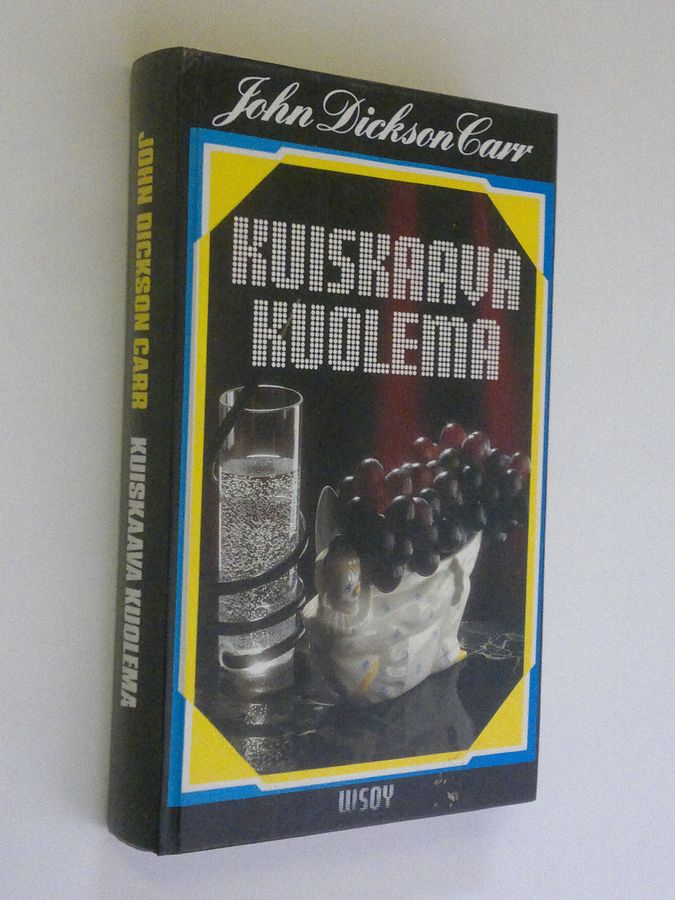 John Dickson Carr
KUISKAAVA
KUOLEMA
WSOY
JOHN DICKSON CARR KUISKAAVA KUOLEMA